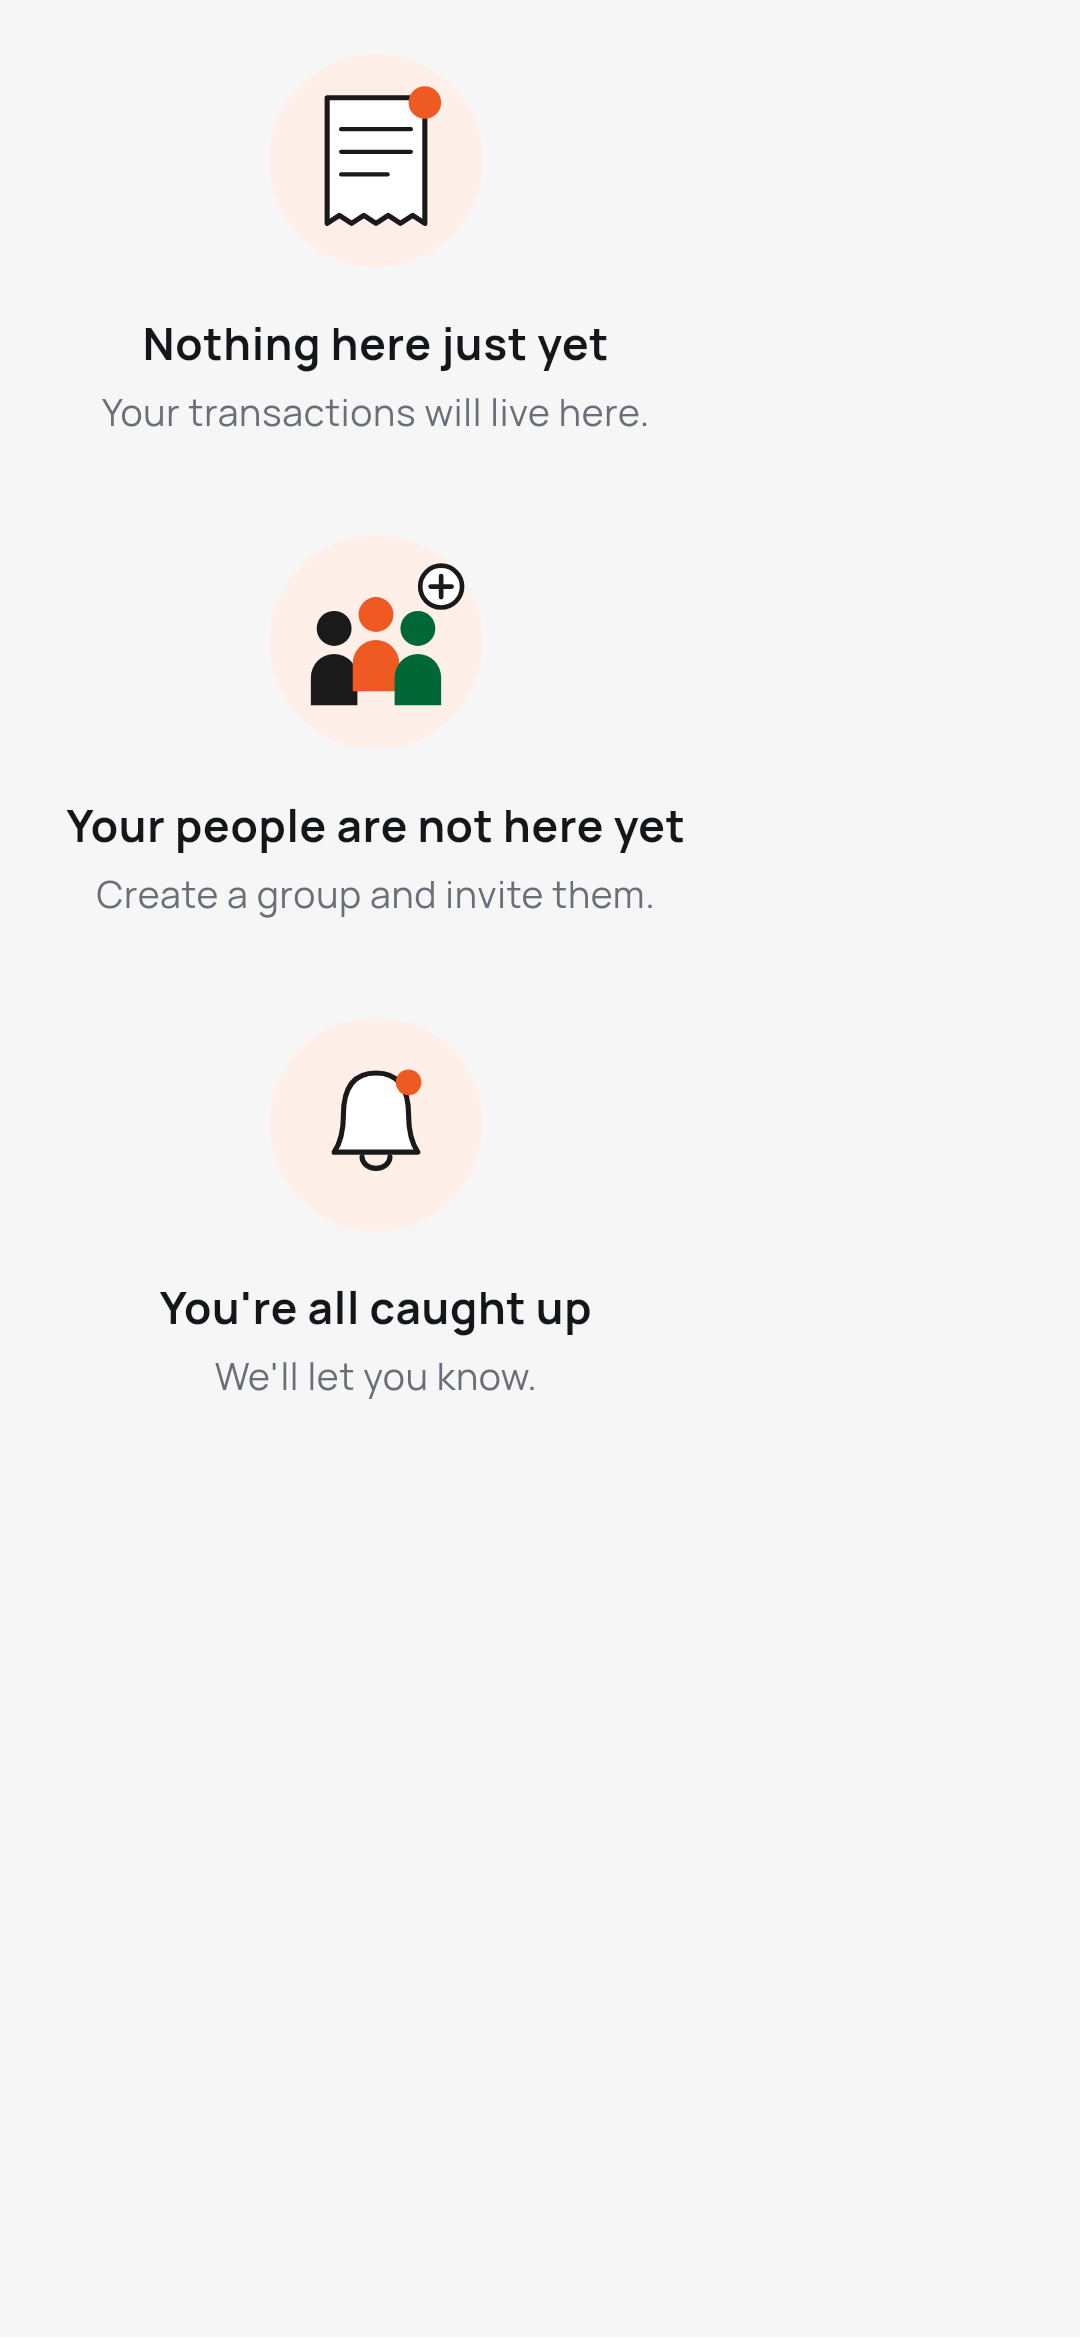 Nothing here just yet
Your transactions will live here.
Your people are not here yet
Create a group and invite them.
You're all caught up
We'll let you know.